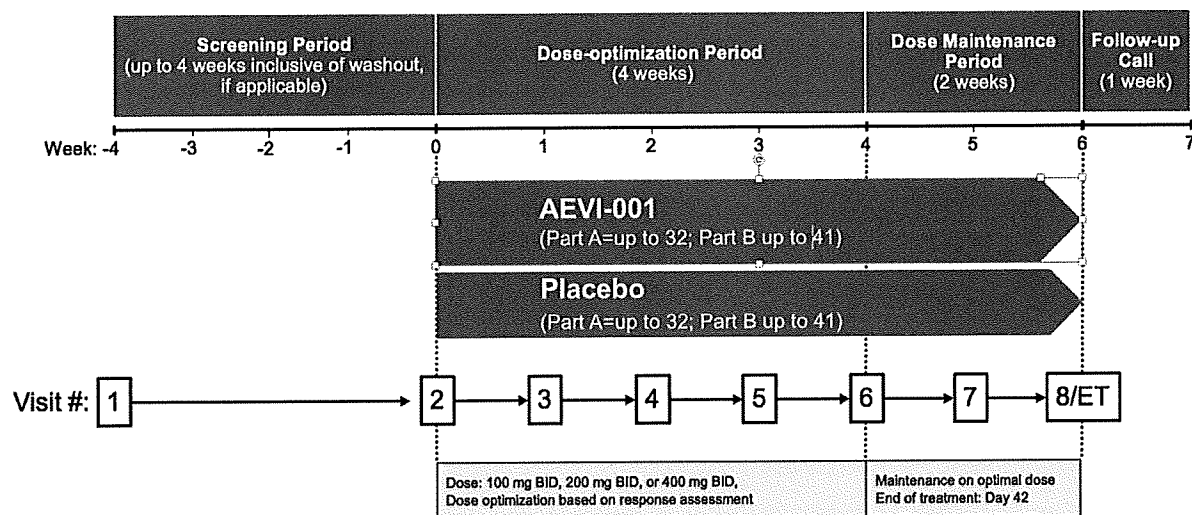 Screening Period
(up to 4 weeks inclusive of washout,
if applicable)
Dose-optimization Period
(4 weeks)
Dose Maintenance
Period
(2 weeks)
Follow-up
Call
(1 week)
Week: -4 -3 -2 -1 0 1 2 3 4 5 6 7
AEVI-001
(Part A=up to 32; Part B up to 41)
Placebo
(Part A=up to 32; Part B up to 41)
Visit #: 1 2 3 4 5 6 7 8/ET
Dose: 100 mg BID, 200 mg BID, or 400 mg BID,
Dose optimization based on response assessment
Maintenance on optimal dose
End of treatment: Day 42